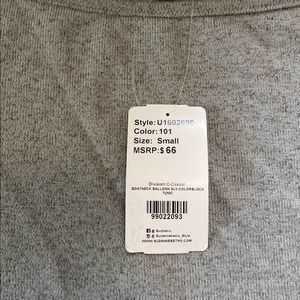 Style:U1602690
Color: 101
Size: Small
MSRP:$ 66
Division:C-Casual
BOATNECK BALLOON SLV COLORBLOCK
TUNIC
99022093
WWW.SUZANNEBETRO.COM